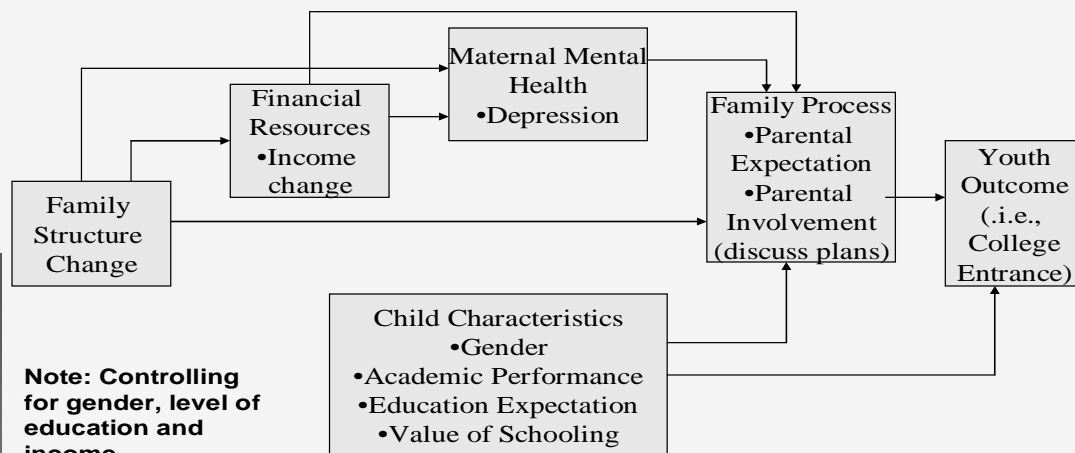 Maternal Mental
Health
•Depression
Financial
Resources
•Income
change
Family Process
•Parental
Expectation
•Parental
Involvement
(discuss plans)
Youth
Outcome
(.i.e.,
College
Entrance)
Family
Structure
Change
Child Characteristics
•Gender
•Academic Performance
•Education Expectation
•Value of Schooling
Note: Controlling
for gender, level of
education and
income